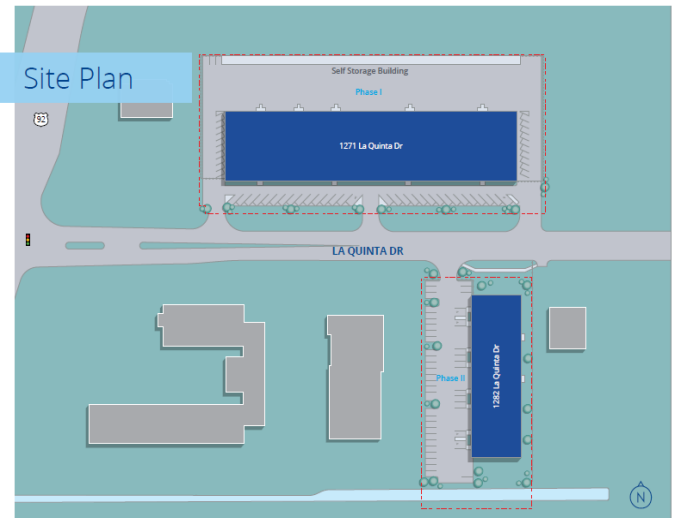 Site Plan
Self Storage Building
Phase I
92
1271 La Quinta Dr
LA QUINTA DR
Phase II
1282 La Quinta Dr
N